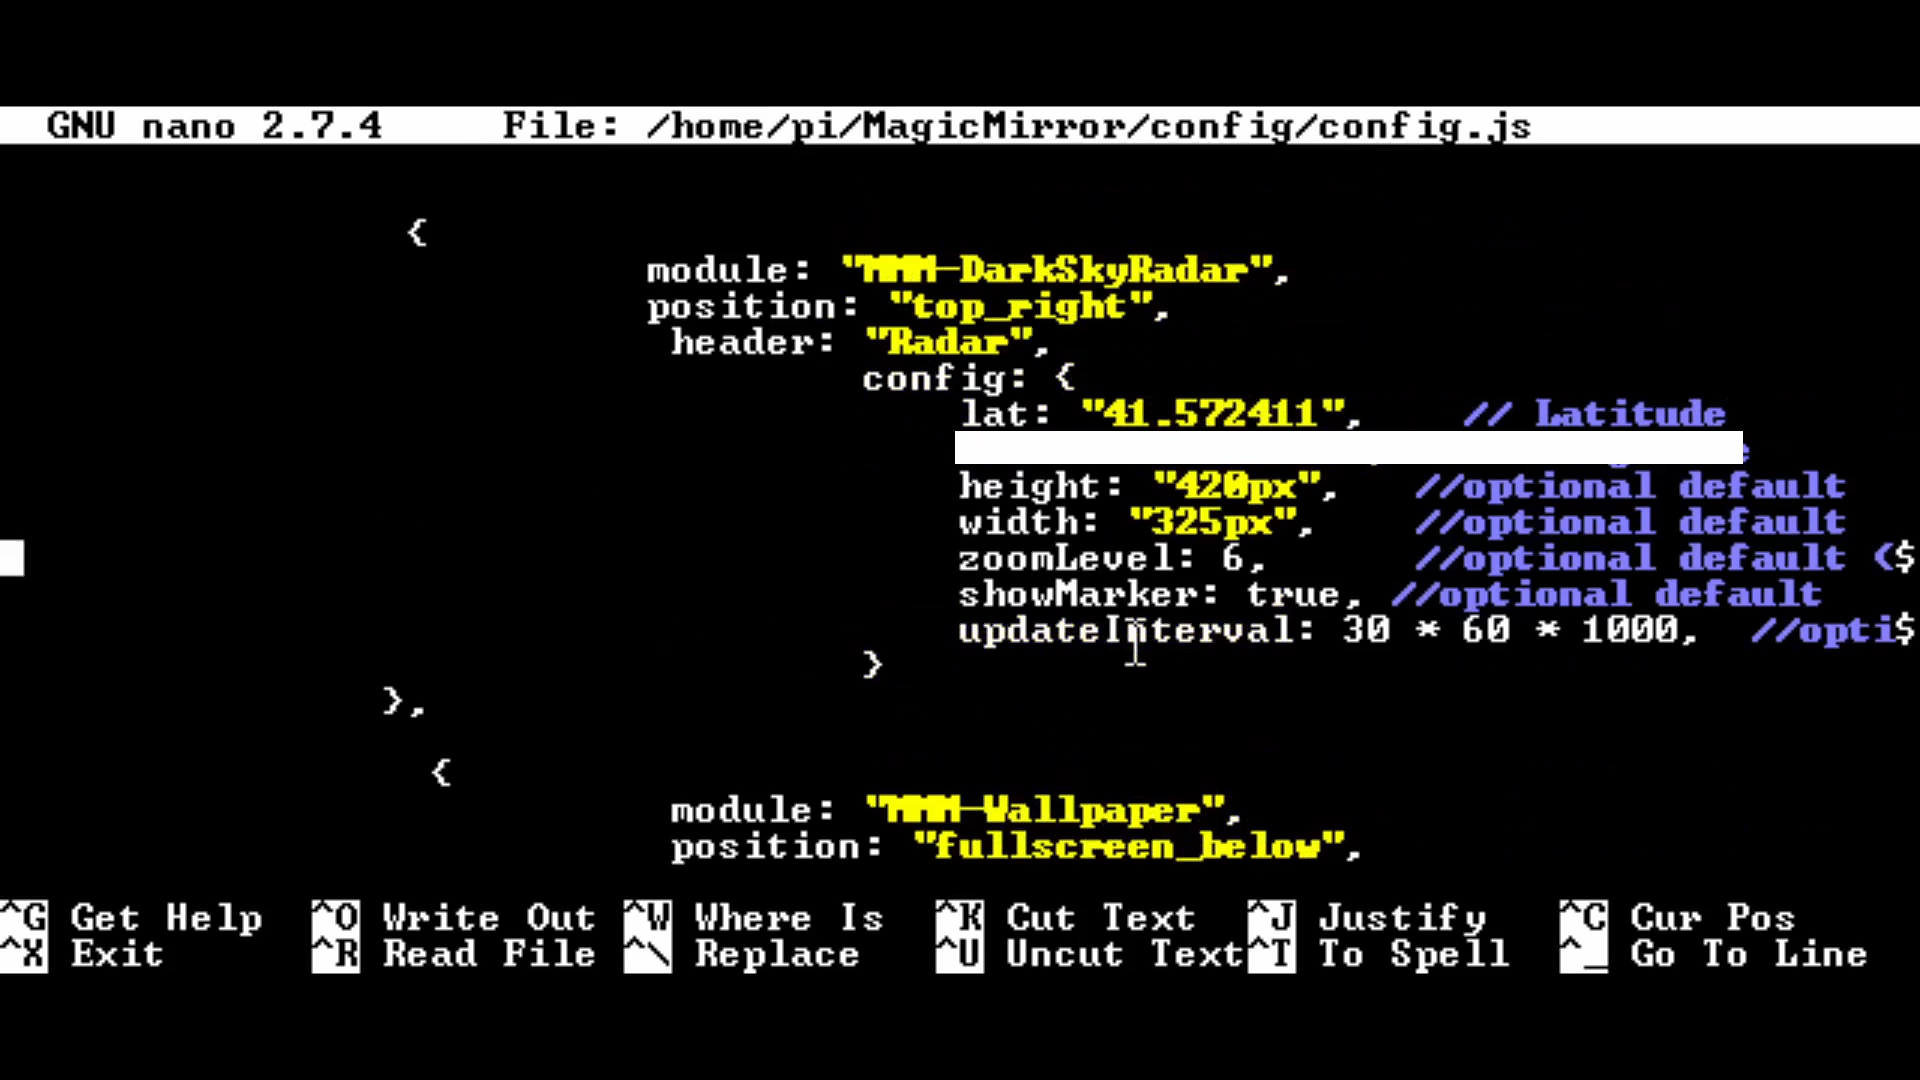 GNU nano 2.7.4 File: /home/pi/MagicMirror/config/config.js
{
module: "MMM-DarkSkyRadar",
position: "top_right",
header: "Radar",
config: {
lat: "41.572411", // Latitude
height: "420px", //optional default
width: "325px", //optional default
zoomLevel: 6, //optional default ($
showMarker: true, //optional default
updateInterval: 30 * 60 * 1000, //opti$
}
},
{
module: "MMM-Wallpaper",
position: "fullscreen_below",
^G Get Help ^O Write Out ^W Where Is ^K Cut Text ^J Justify ^C Cur Pos
^X Exit ^R Read File ^\ Replace ^U Uncut Text ^T To Spell ^_ Go To Line